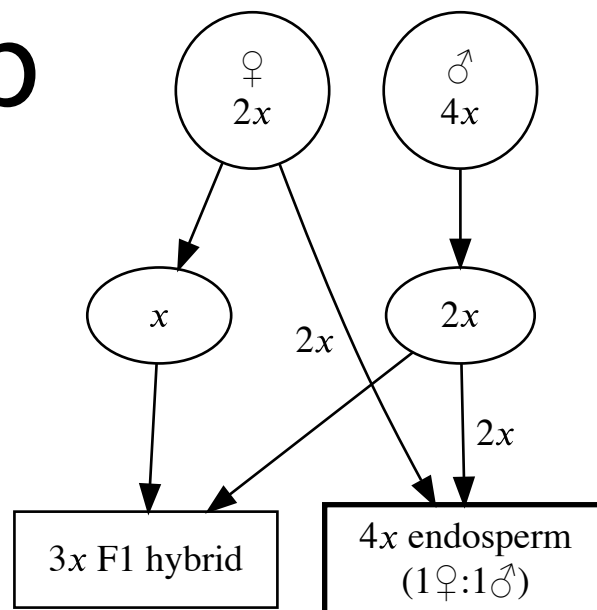 b
♀
2x
♂
4x
x
2x
2x
2x
3x F1 hybrid
4x endosperm
(1♀:1♂)